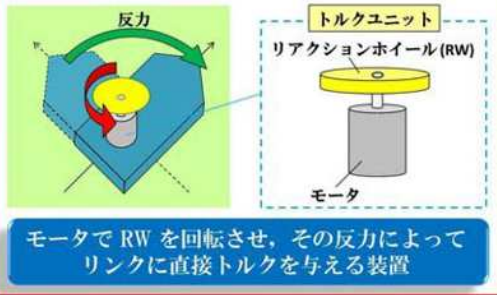 反力
トルクユニット
リアクションホイール(RW)
モータ
モータで RW を回転させ，その反力によって
リンクに直接トルクを与える装置